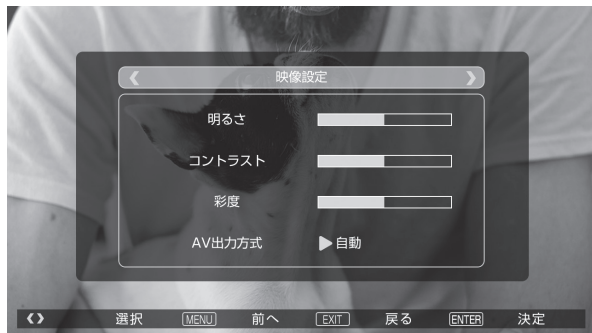 映像設定
明るさ
コントラスト
彩度
AV出力方式 自動
選択 MENU 前へ EXIT 戻る ENTER 決定